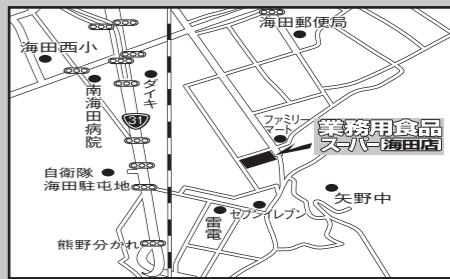 海田郵便局
海田西小
ダイキ
南海田病院
31
ファミリー
マート
業務用食品
スーパー海田店
自衛隊
海田駐屯地
矢野中
セブンイレブン
雷電
熊野分かれ